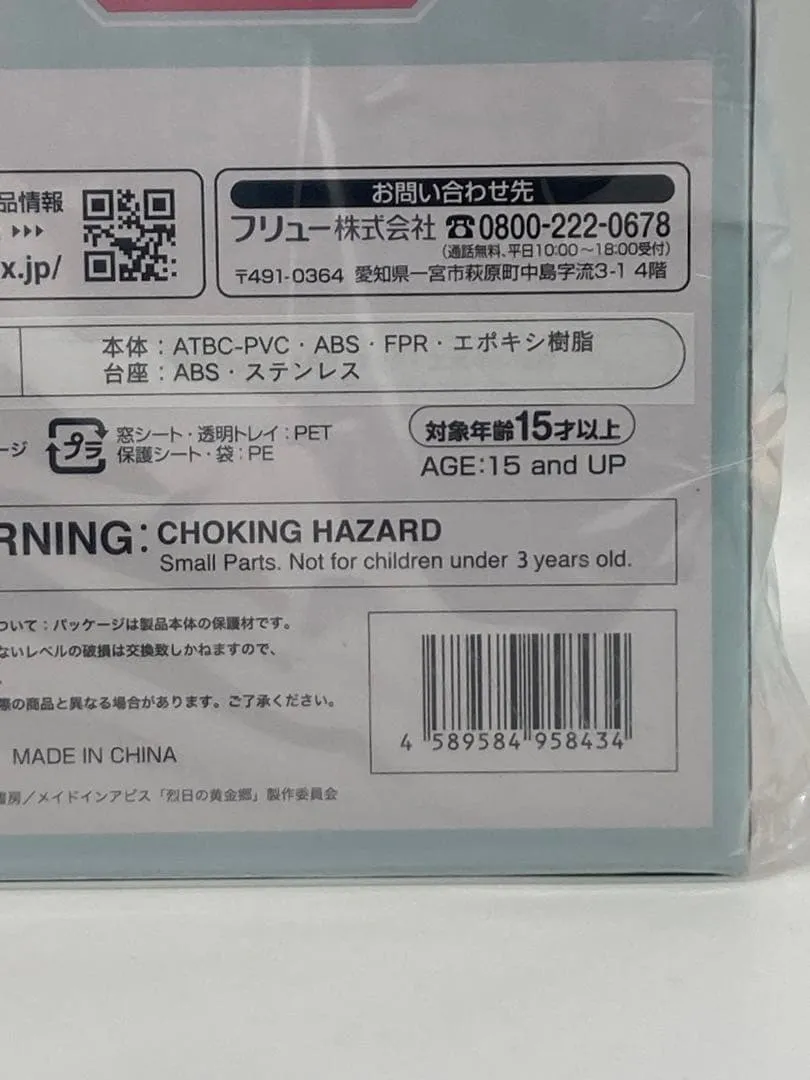 品情報
▸▸▸
x.jp/
お問い合わせ先
フリュー株式会社 ☎0800-222-0678
(通話無料、平日10:00〜18:00受付)
〒491-0364 愛知県一宮市萩原町中島字流3-1 4階
本体：ATBC-PVC・ABS・FPR・エポキシ樹脂
台座：ABS・ステンレス
ージ
プラ
窓シート・透明トレイ：PET
保護シート・袋：PE
対象年齢15才以上
AGE:15 and UP
RNING: CHOKING HAZARD
Small Parts. Not for children under 3 years old.
ついて：パッケージは製品本体の保護材です。
ないレベルの破損は交換致しかねますので、
際の商品と異なる場合があります。ご了承ください。
MADE IN CHINA
4 589584 958434
書房／メイドインアビス「烈日の黄金郷」製作委員会